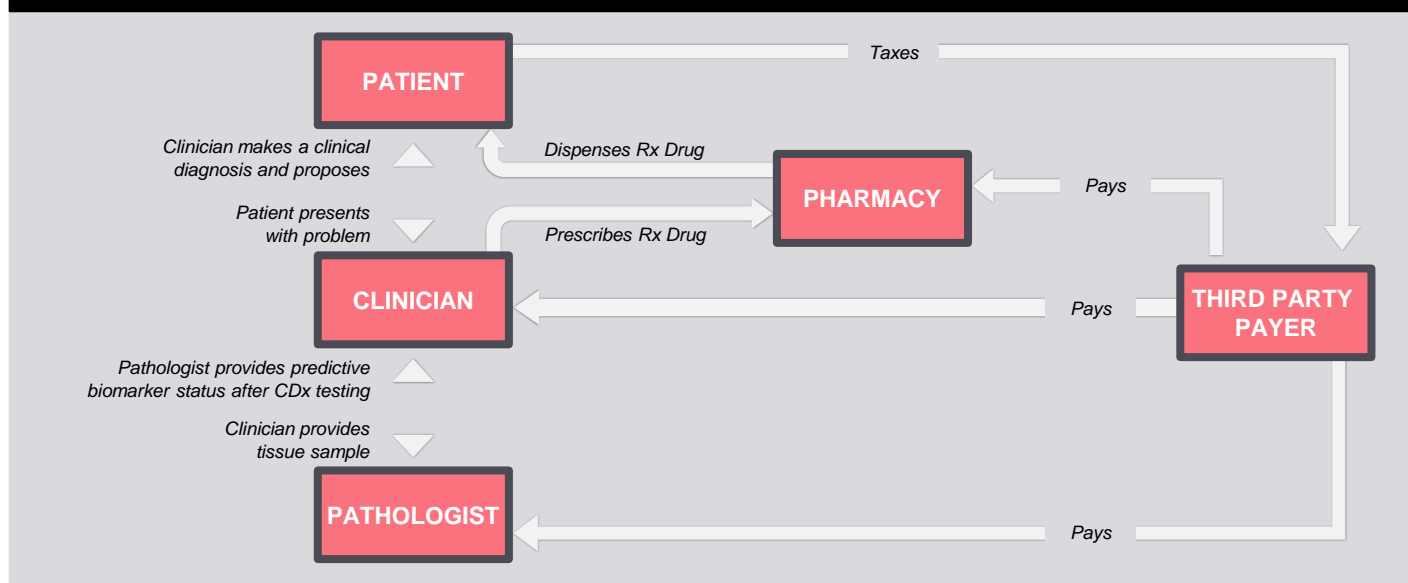 PATIENT
Taxes
Clinician makes a clinical
diagnosis and proposes
Dispenses Rx Drug
PHARMACY
Pays
Patient presents
with problem
Prescribes Rx Drug
CLINICIAN
Pays
THIRD PARTY
PAYER
Pathologist provides predictive
biomarker status after CDx testing
Clinician provides
tissue sample
PATHOLOGIST
Pays